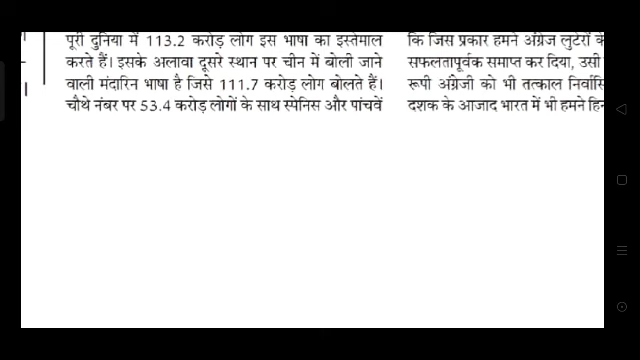 पूरी दुनिया में 113.2 करोड़ लोग इस भाषा का इस्तेमाल
करते हैं। इसके अलावा दूसरे स्थान पर चीन में बोली जाने
वाली मंदारिन भाषा है जिसे 111.7 करोड़ लोग बोलते हैं।
चौथे नंबर पर 53.4 करोड़ लोगों के साथ स्पेनिस और पांचवें
कि जिस प्रकार हमने अंग्रेज लुटेरों के
सफलतापूर्वक समाप्त कर दिया, उसी
रूपी अंग्रेजी को भी तत्काल
दशक के आजाद भारत में भी हमने